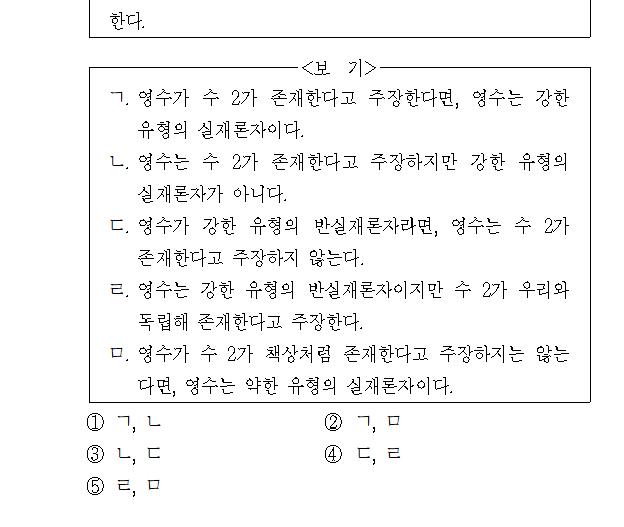 한다.
<보 기>
ㄱ. 영수가 수 2가 존재한다고 주장한다면, 영수는 강한
유형의 실재론자이다.
ㄴ. 영수는 수 2가 존재한다고 주장하지만 강한 유형의
실재론자가 아니다.
ㄷ. 영수가 강한 유형의 반실재론자라면, 영수는 수 2가
존재한다고 주장하지 않는다.
ㄹ. 영수는 강한 유형의 반실재론자이지만 수 2가 우리와
독립해 존재한다고 주장한다.
ㅁ. 영수가 수 2가 책상처럼 존재한다고 주장하지는 않는
다면, 영수는 약한 유형의 실재론자이다.
① ㄱ, ㄴ ② ㄱ, ㅁ
③ ㄴ, ㄷ ④ ㄷ, ㄹ
⑤ ㄹ, ㅁ